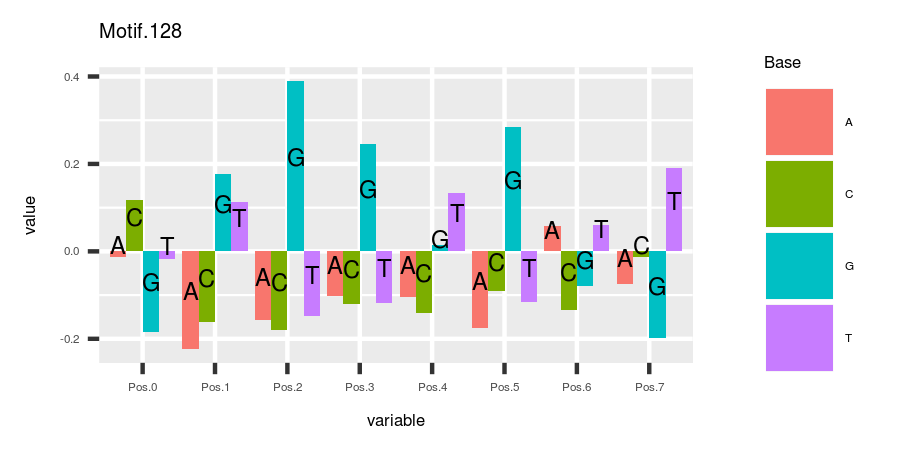 Motif.128
value
0.4
0.2
0.0
-0.2
A C G T
A C G T
A C G T
A C G T
A C G T
A C G T
A C G T
A C G T
Pos.0 Pos.1 Pos.2 Pos.3 Pos.4 Pos.5 Pos.6 Pos.7
variable
Base
A
C
G
T